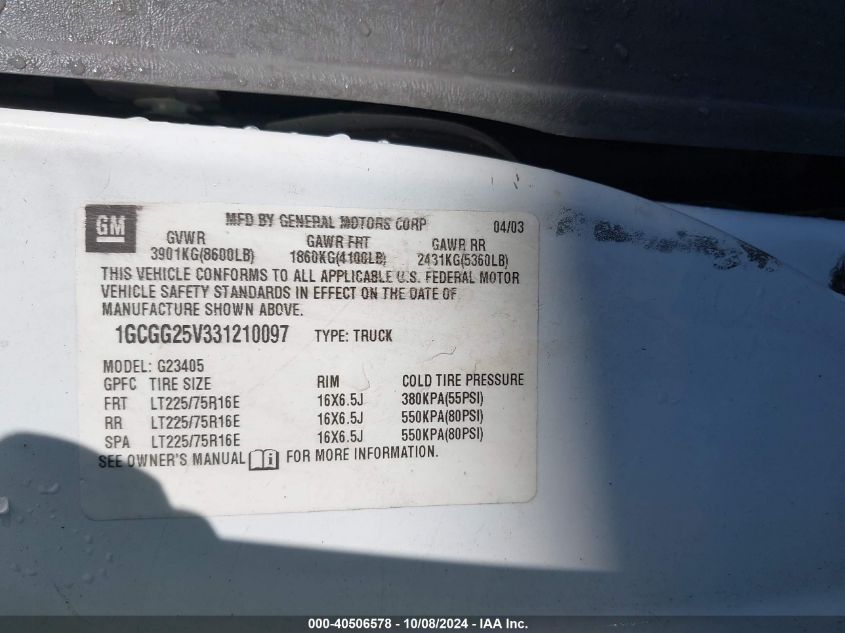 GM
MFD BY GENERAL MOTORS CORP 04/03
GVWR GAWR FRT GAWR RR
3901KG(8600LB) 1860KG(4100LB) 2431KG(5360LB)
THIS VEHICLE CONFORMS TO ALL APPLICABLE U.S. FEDERAL MOTOR
VEHICLE SAFETY STANDARDS IN EFFECT ON THE DATE OF
MANUFACTURE SHOWN ABOVE.
1GCGG25V331210097 TYPE: TRUCK
MODEL: G23405
GPFC TIRE SIZE RIM COLD TIRE PRESSURE
FRT LT225/75R16E 16X6.5J 380KPA(55PSI)
RR LT225/75R16E 16X6.5J 550KPA(80PSI)
SPA LT225/75R16E 16X6.5J 550KPA(80PSI)
SEE OWNER'S MANUAL i FOR MORE INFORMATION.
000-40506578 - 10/08/2024 - IAA Inc.